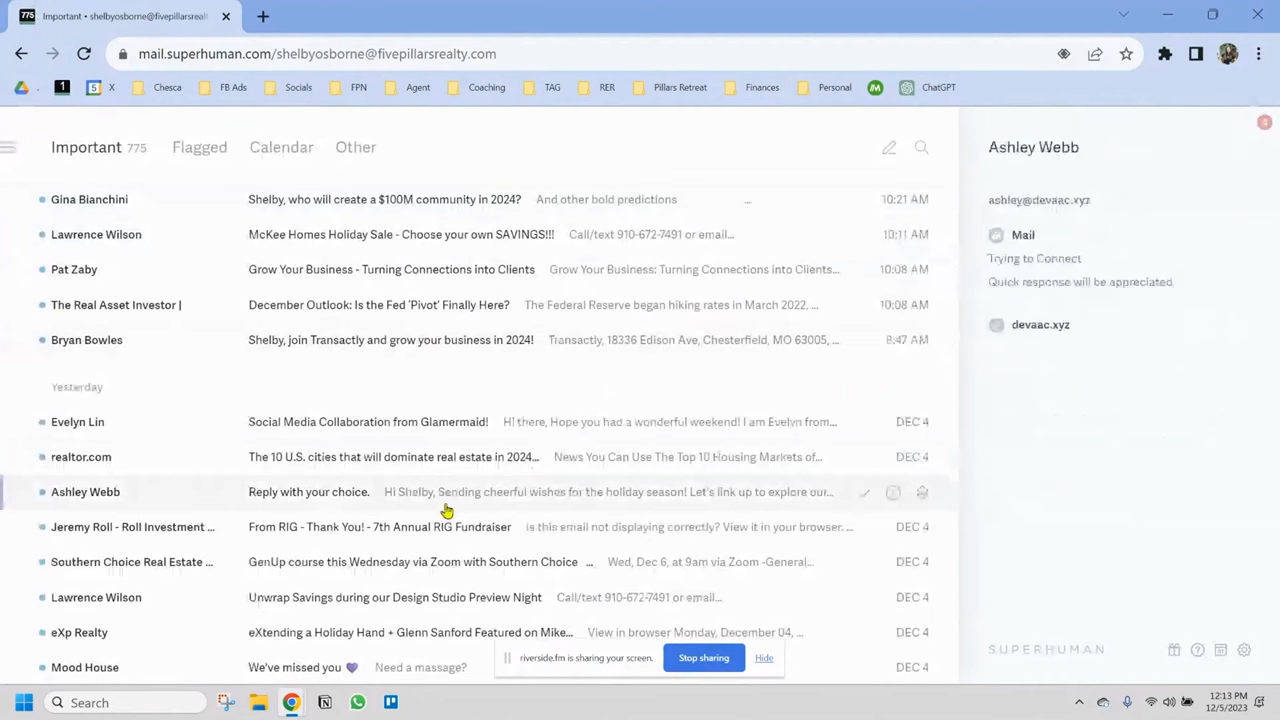 775 Important • shelbyosborne@fivepillarsrealt
mail.superhuman.com/shelbyosborne@fivepillarsrealty.com
1 5 X Chesca FB Ads Socials FPN Agent Coaching TAG RER Pillars Retreat Finances Personal ChatGPT
Important 775 Flagged Calendar Other
4
Gina Bianchini Shelby, who will create a $100M community in 2024? And other bold predictions ... 10:21 AM
Lawrence Wilson McKee Homes Holiday Sale - Choose your own SAVINGS!!! Call/text 910-672-7491 or email... 10:11 AM
Pat Zaby Grow Your Business - Turning Connections into Clients Grow Your Business: Turning Connections into Clients... 10:08 AM
The Real Asset Investor | December Outlook: Is the Fed ‘Pivot’ Finally Here? The Federal Reserve began hiking rates in March 2022, ... 10:08 AM
Bryan Bowles Shelby, join Transactly and grow your business in 2024! Transactly, 18336 Edison Ave, Chesterfield, MO 63005, ... 8:47 AM
Yesterday
Evelyn Lin Social Media Collaboration from Glamermaid! Hi there, Hope you had a wonderful weekend! I am Evelyn from... DEC 4
realtor.com The 10 U.S. cities that will dominate real estate in 2024... News You Can Use The Top 10 Housing Markets of... DEC 4
Ashley Webb Reply with your choice. Hi Shelby, Sending cheerful wishes for the holiday season! Let's link up to explore our...
Jeremy Roll - Roll Investment ... From RIG - Thank You! - 7th Annual RIG Fundraiser Is this email not displaying correctly? View it in your browser. ... DEC 4
Southern Choice Real Estate ... GenUp course this Wednesday via Zoom with Southern Choice ... Wed, Dec 6, at 9am via Zoom -General... DEC 4
Lawrence Wilson Unwrap Savings during our Design Studio Preview Night Call/text 910-672-7491 or email... DEC 4
eXp Realty eXtending a Holiday Hand + Glenn Sanford Featured on Mike... View in browser Monday, December 04, ... DEC 4
Mood House We've missed you 💜 Need a massage? DEC 4
Ashley Webb
ashley@devaac.xyz
Mail
Trying to Connect
Quick response will be appreciated
devaac.xyz
SUPERHUMAN
riverside.fm is sharing your screen. Stop sharing Hide
Search
12:13 PM
12/5/2023